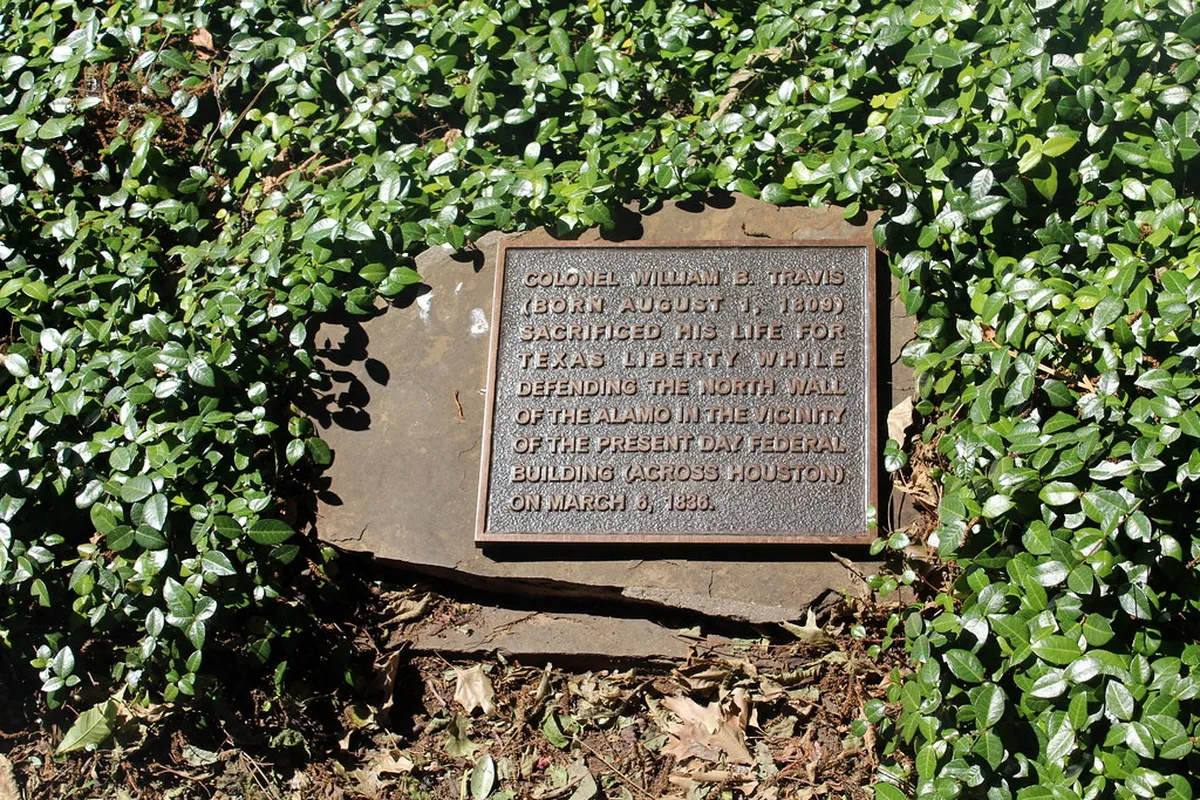 COLONEL WILLIAM B. TRAVIS
(BORN AUGUST 1, 1809)
SACRIFICED HIS LIFE FOR
TEXAS LIBERTY WHILE
DEFENDING THE NORTH WALL
OF THE ALAMO IN THE VICINITY
OF THE PRESENT DAY FEDERAL
BUILDING (ACROSS HOUSTON)
ON MARCH 6, 1836.